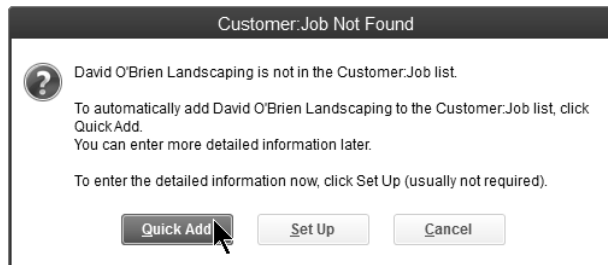 Customer:Job Not Found
David O'Brien Landscaping is not in the Customer:Job list.
To automatically add David O'Brien Landscaping to the Customer:Job list, click
Quick Add.
You can enter more detailed information later.
To enter the detailed information now, click Set Up (usually not required).
Quick Add Set Up Cancel